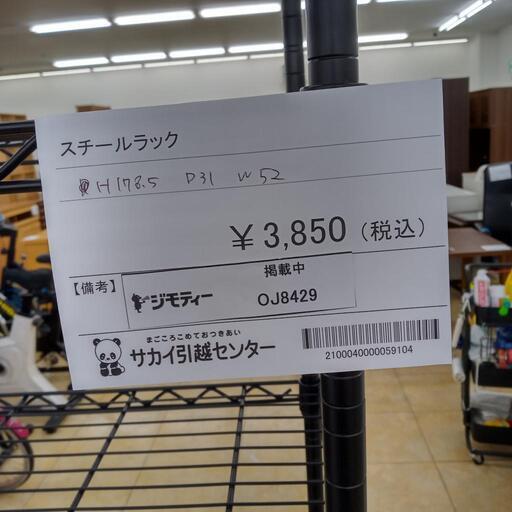 スチールラック
H178.5 D31 W52
¥3,850(税込)
【備考】
掲載中
ジモティー
OJ8429
まごころこめておつきあい
サカイ引越センター
2100040000059104